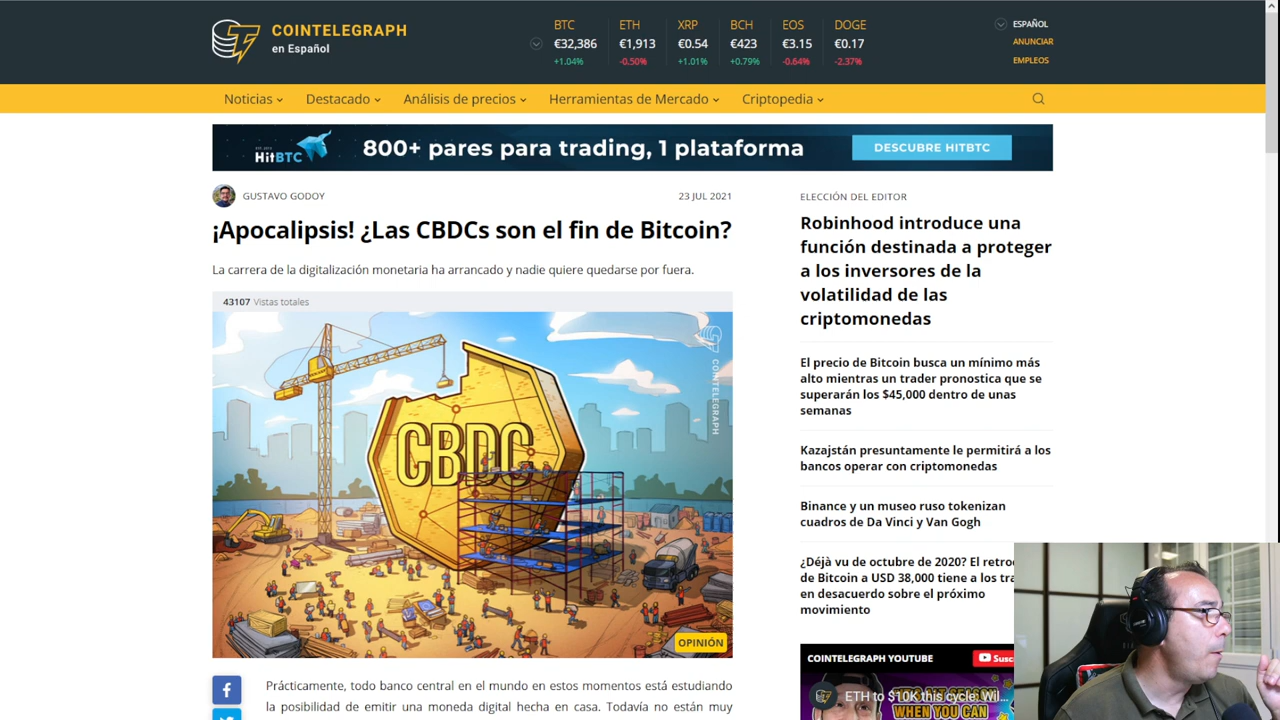 COINTELEGRAPH
en Español
BTC ETH XRP BCH EOS DOGE
€32,386 €1,913 €0.54 €423 €3.15 €0.17
+1.04% -0.50% +1.01% +0.79% -0.64% -2.37%
ESPAÑOL
ANUNCIAR
EMPLEOS
Noticias Destacado Análisis de precios Herramientas de Mercado Criptopedia
HitBTC 800+ pares para trading, 1 plataforma DESCUBRE HITBTC
GUSTAVO GODOY 23 JUL 2021
¡Apocalipsis! ¿Las CBDCs son el fin de Bitcoin?
La carrera de la digitalización monetaria ha arrancado y nadie quiere quedarse por fuera.
43107 Vistas totales
COINTELEGRAPH
CBDC
OPINIÓN
Prácticamente, todo banco central en el mundo en estos momentos está estudiando
la posibilidad de emitir una moneda digital hecha en casa. Todavía no están muy
ELECCIÓN DEL EDITOR
Robinhood introduce una
función destinada a proteger
a los inversores de la
volatilidad de las
criptomonedas
El precio de Bitcoin busca un mínimo más
alto mientras un trader pronostica que se
superarán los $45,000 dentro de unas
semanas
Kazajstán presuntamente le permitirá a los
bancos operar con criptomonedas
Binance y un museo ruso tokenizan
cuadros de Da Vinci y Van Gogh
¿Déjà vu de octubre de 2020? El retro
de Bitcoin a USD 38,000 tiene a los tra
en desacuerdo sobre el próximo
movimiento
COINTELEGRAPH YOUTUBE Susc
ETH to $10K this cycle, Wil...
WHEN YOU CAN